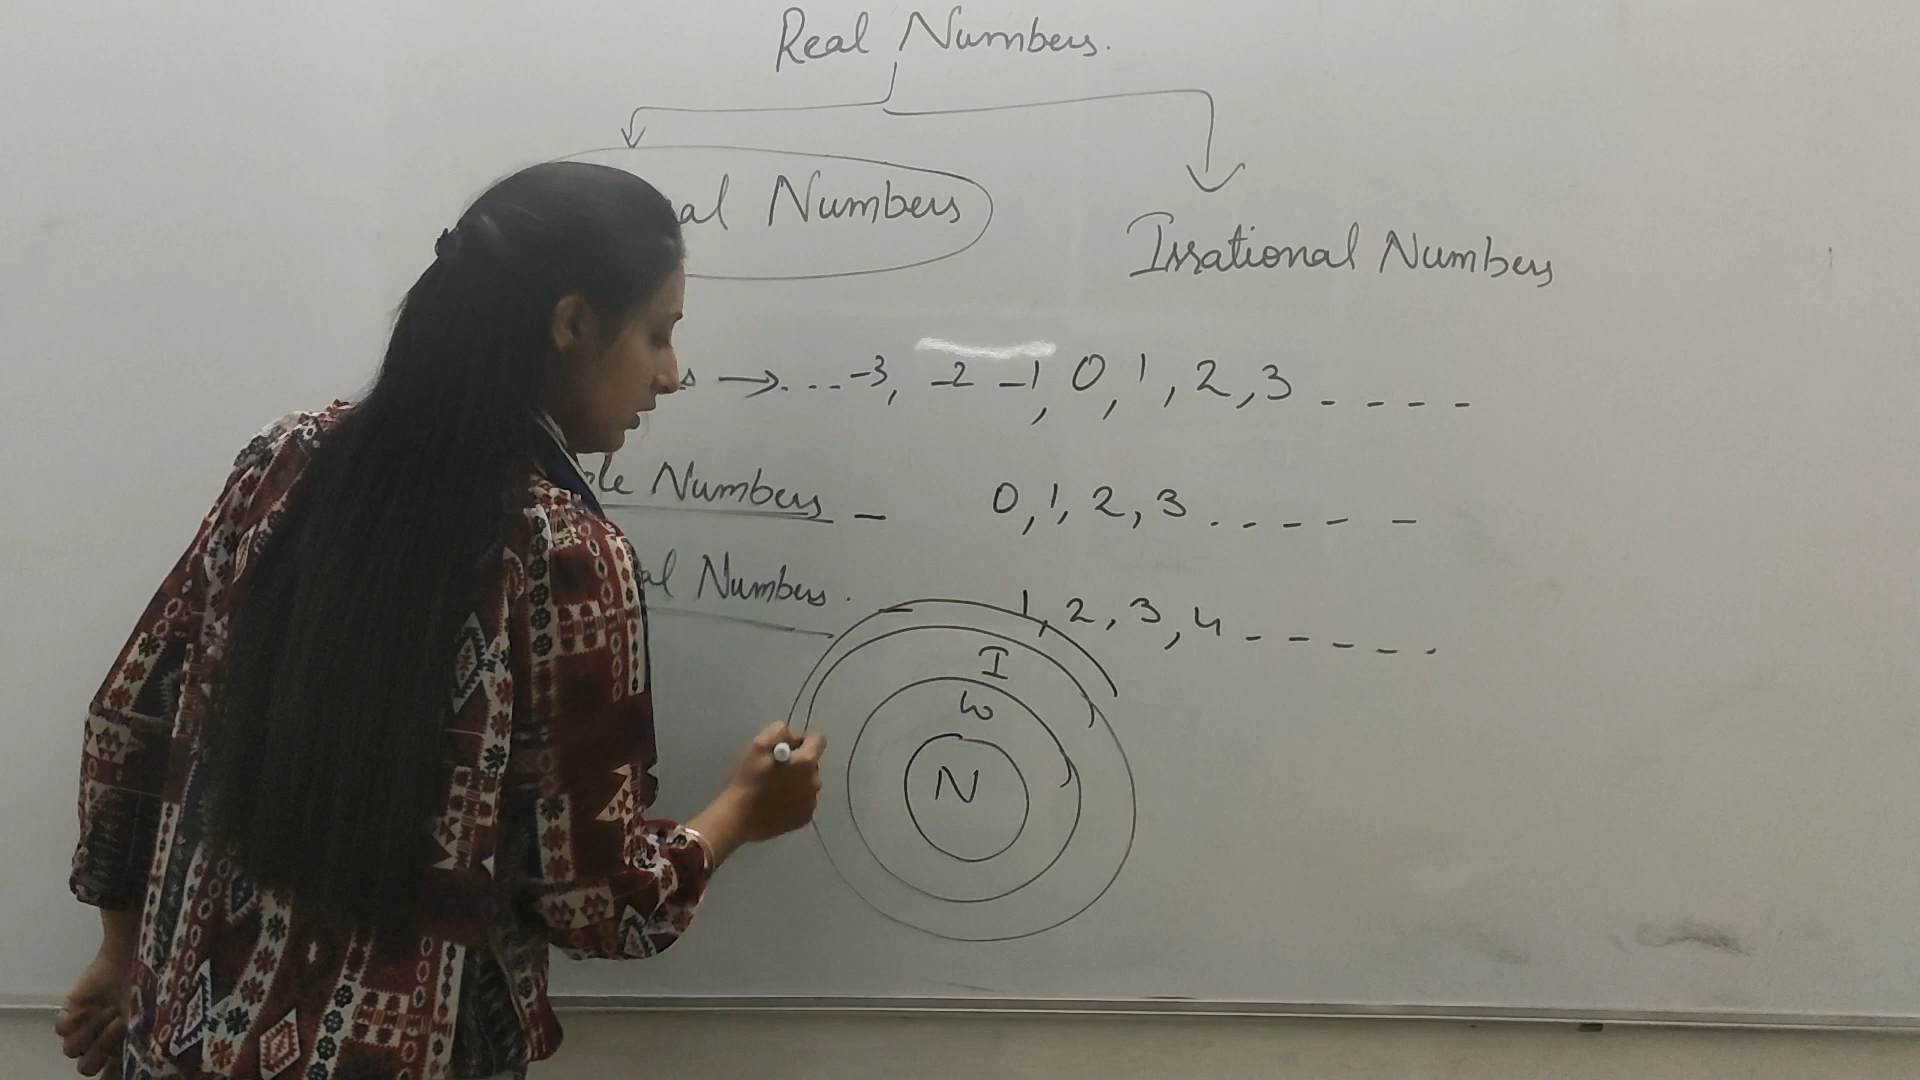 Real Numbers.
al Numbers
Irrational Numbers
s →. ... -3, -2 -1, 0, 1, 2, 3 - - - -
ole Numbers - 0, 1, 2, 3 . - - - -
al Numbers. - 1, 2, 3, 4 - - - - -
I
W
N